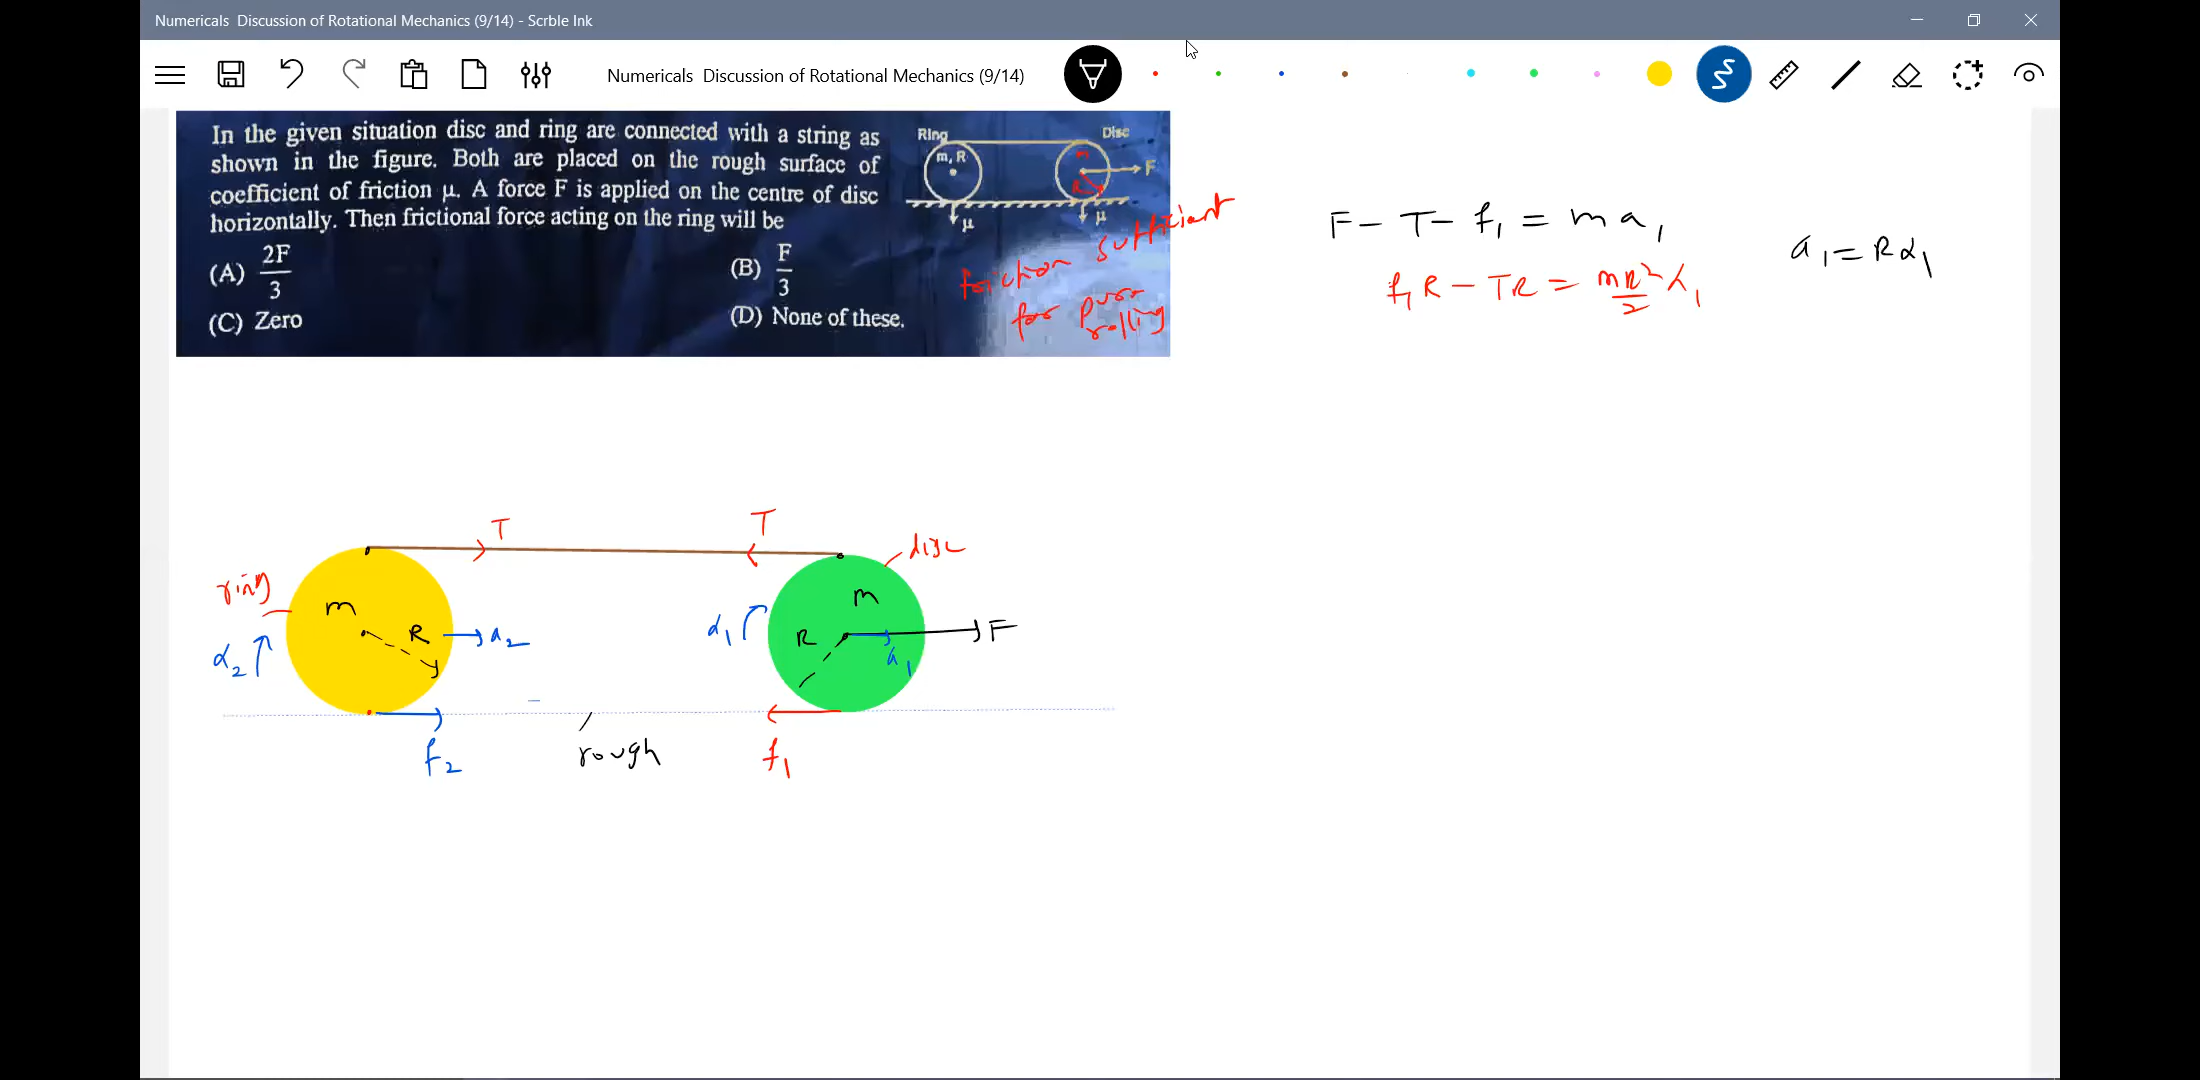 Numericals Discussion of Rotational Mechanics (9/14) - Scrble Ink
Numericals Discussion of Rotational Mechanics (9/14)
In the given situation disc and ring are connected with a string as
shown in the figure. Both are placed on the rough surface of
coefficient of friction μ. A force F is applied on the centre of disc
horizontally. Then frictional force acting on the ring will be
(A) 2F/3
(B) F/3
(C) Zero
(D) None of these.
Ring
Disc
m, R
m
R
F
μ
μ
friction sufficient
for pure
rolling
F - T - f₁ = ma₁
a₁ = Rα₁
f₁R - TR = mR²/2 α₁
T
T
ring
disc
m
R
a₂
α₂
α₁
m
R
F
a₁
f₂
rough
f₁